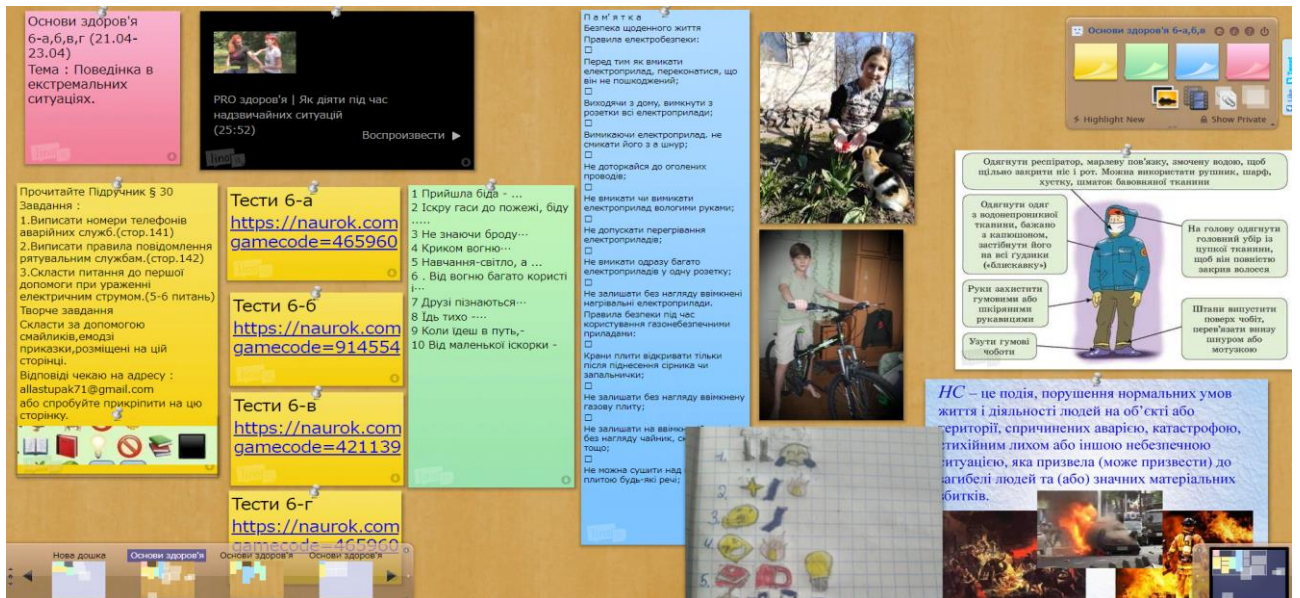 Основи здоров'я
6-а,б,в,г (21.04-
23.04)
Тема : Поведінка в
екстремальних
ситуаціях.
PRO здоров'я | Як діяти під час
надзвичайних ситуацій
(25:52)
Воспроизвести
Прочитайте Підручник § 30
Завдання :
1.Виписати номери телефонів
аварійних служб.(стор.141)
2.Виписати правила повідомлення
рятувальним службам.(стор.142)
3.Скласти питання до першої
допомоги при ураженні
електричним струмом.(5-6 питань)
Творче завдання
Скласти за допомогою
смайликів,емодзі
приказки,розміщені на цій
сторінці.
Відповіді чекаю на адресу :
allastupak71@gmail.com
або спробуйте прикріпити на цю
сторінку.
Тести 6-а
https://naurok.com
gamecode=465960
Тести 6-б
https://naurok.com
gamecode=914554
Тести 6-в
https://naurok.com
gamecode=421139
Тести 6-г
https://naurok.com
gamecode=465960
1 Прийшла біда - ...
2 Іскру гаси до пожежі, біду
.....
3 Не знаючи броду···
4 Криком вогню···
5 Навчання-світло, а ...
6 . Від вогню багато користі
і···
7 Друзі пізнаються···
8 Їдь тихо -···
9 Коли їдеш в путь,-
10 Від маленької іскорки -
П а м' я т к а
Безпека щоденного життя
Правила електробезпеки:
Перед тим як вмикати
електроприлад, переконатися, що
він не пошкоджений;
Виходячи з дому, вимкнути з
розетки всі електроприлади;
Вимикаючи електроприлад. не
смикати його з а шнур;
Не доторкайся до оголених
проводів;
Не вмикати чи вимикати
електроприлад вологими руками;
Не допускати перегрівання
електроприладів;
Не вмикати одразу багато
електроприладів у одну розетку;
Не залишати без нагляду ввімкнені
нагрівальні електроприлади.
Правила безпеки під час
користування газонебезпечними
приладами:
Крани плити відкривати тільки
після піднесення сірника чи
запальнички;
Не залишати без нагляду ввімкнену
газову плиту;
Не залишати на ввімкн
без нагляду чайник, ск
тощо;
Не можна сушити над
плитою будь-які речі;
Основи здоров'я 6-а,б,в
Highlight New
Show Private
Одягнути респіратор, марлеву пов'язку, змочену водою, щоб
щільно закрити ніс і рот. Можна використати рушник, шарф,
хустку, шматок бавовняної тканини
Одягнути одяг
з водонепроникної
тканини, бажано
з капюшоном,
застібнути його
на всі ґудзики
(«блискавку»)
На голову одягнути
головний убір із
цупкої тканини,
щоб він повністю
закрив волосся
Руки захистити
гумовими або
шкіряними
рукавицями
Штани випустити
поверх чобіт,
перев'язати внизу
шнуром або
мотузкою
Узути гумові
чоботи
НС – це подія, порушення нормальних умов
життя і діяльності людей на об'єкті або
території, спричинених аварією, катастрофою,
стихійним лихом або іншою небезпечною
ситуацією, яка призвела (може призвести) до
загибелі людей та (або) значних матеріальних
збитків.
1.
2.
3.
4.
5.
Нова дошка
Основи здоров'я
Основи здоров'я
Основи здоров'я